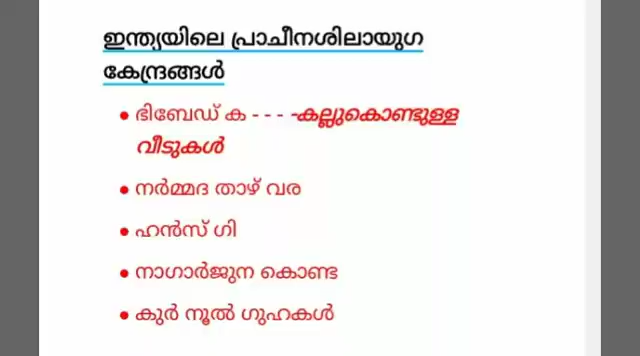 ഇന്ത്യയിലെ പ്രാചീനശിലായുഗ
കേന്ദ്രങ്ങൾ
• ഭിബേഡ് ക - - - -കല്ലുകൊണ്ടുള്ള
വീടുകൾ
• നർമ്മദ താഴ് വര
• ഹൻസ് ഗി
• നാഗാർജുന കൊണ്ട
• കുർ നൂൽ ഗുഹകൾ